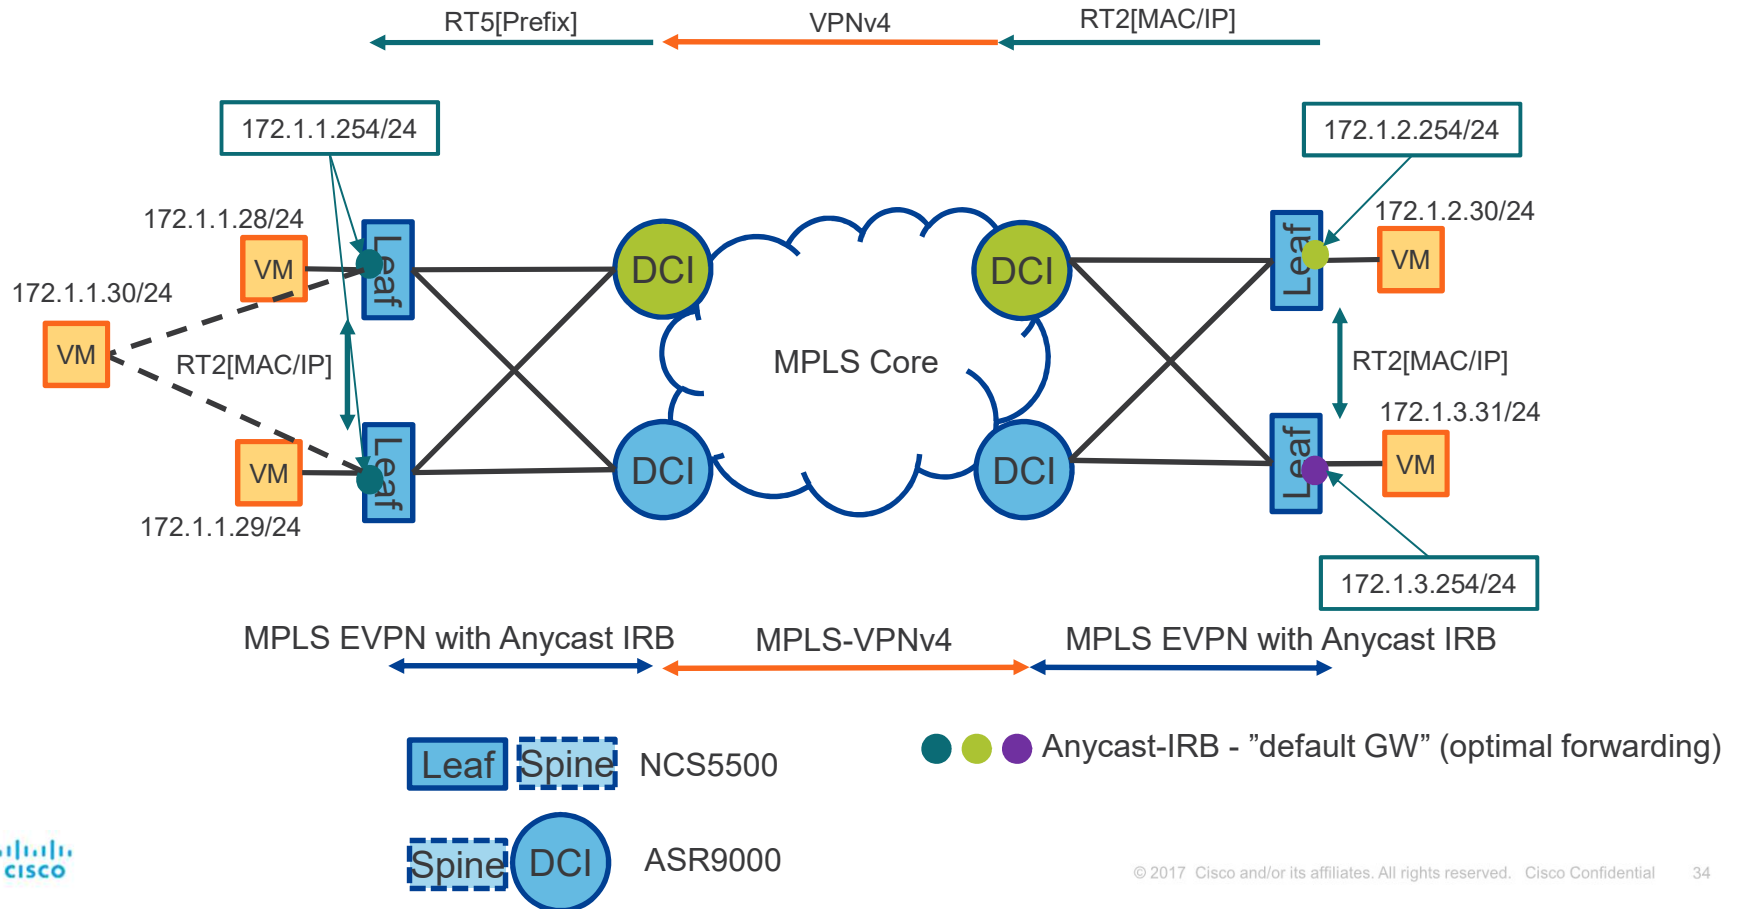 RT5[Prefix]
VPNv4
RT2[MAC/IP]
172.1.1.254/24
172.1.2.254/24
172.1.1.28/24
172.1.2.30/24
VM
Leaf
DCI
DCI
Leaf
VM
172.1.1.30/24
VM
RT2[MAC/IP]
MPLS Core
RT2[MAC/IP]
172.1.3.31/24
VM
Leaf
DCI
DCI
Leaf
VM
172.1.1.29/24
172.1.3.254/24
MPLS EVPN with Anycast IRB
MPLS-VPNv4
MPLS EVPN with Anycast IRB
Leaf
Spine
NCS5500
Anycast-IRB - ”default GW” (optimal forwarding)
Spine
DCI
ASR9000
CISCO
© 2017 Cisco and/or its affiliates. All rights reserved. Cisco Confidential
34